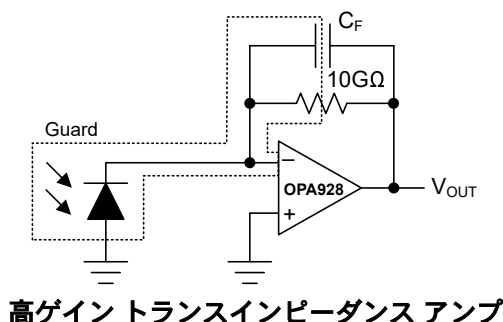 C_F
10GΩ
Guard
−
OPA928
+
V_OUT
高ゲイン トランスインピーダンス アンプ